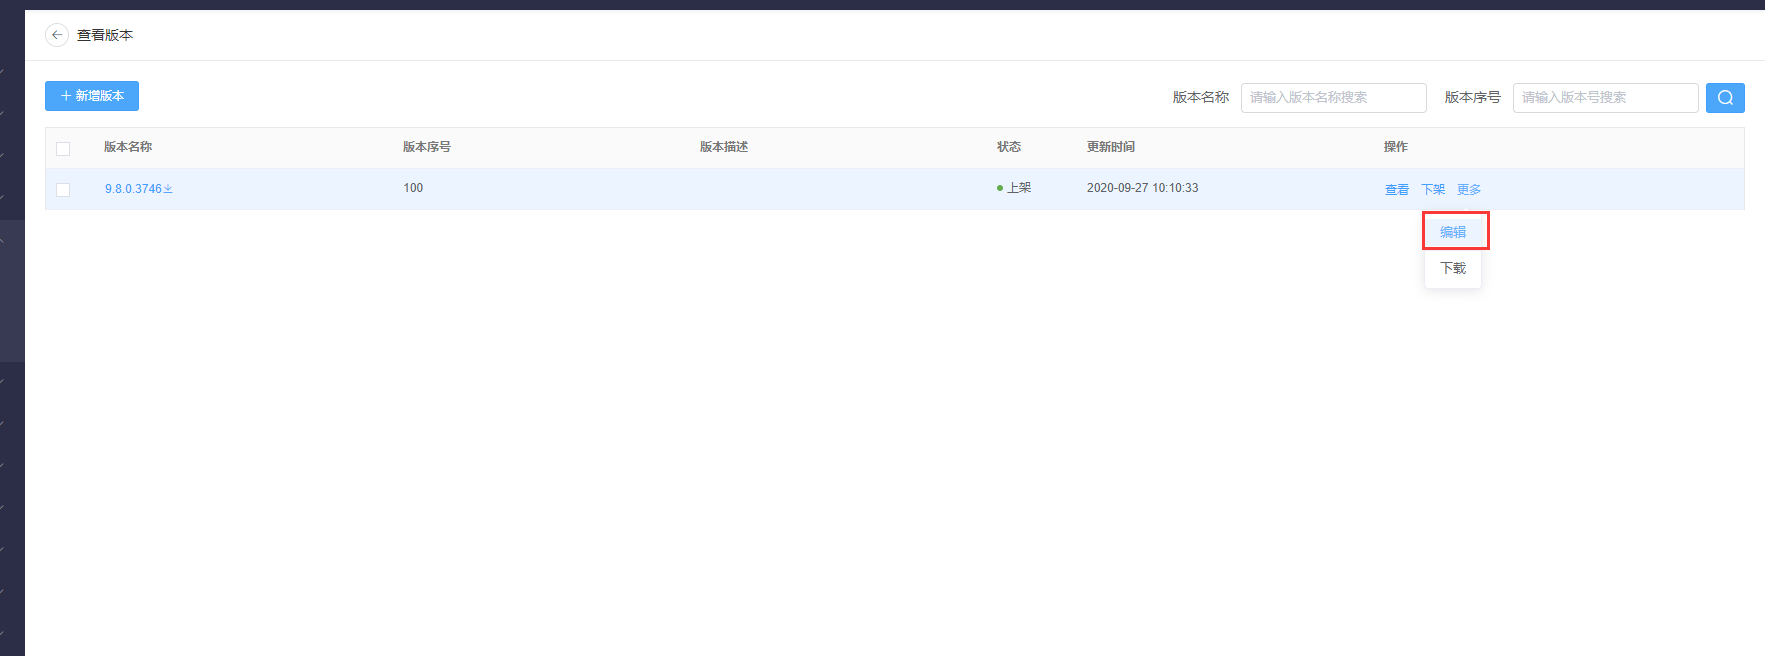 查看版本
新增版本
版本名称 请输入版本名称搜索 版本序号 请输入版本号搜索
版本名称 版本序号 版本描述 状态 更新时间 操作
9.8.0.3746 100 上架 2020-09-27 10:10:33 查看 下架 更多
编辑
下载